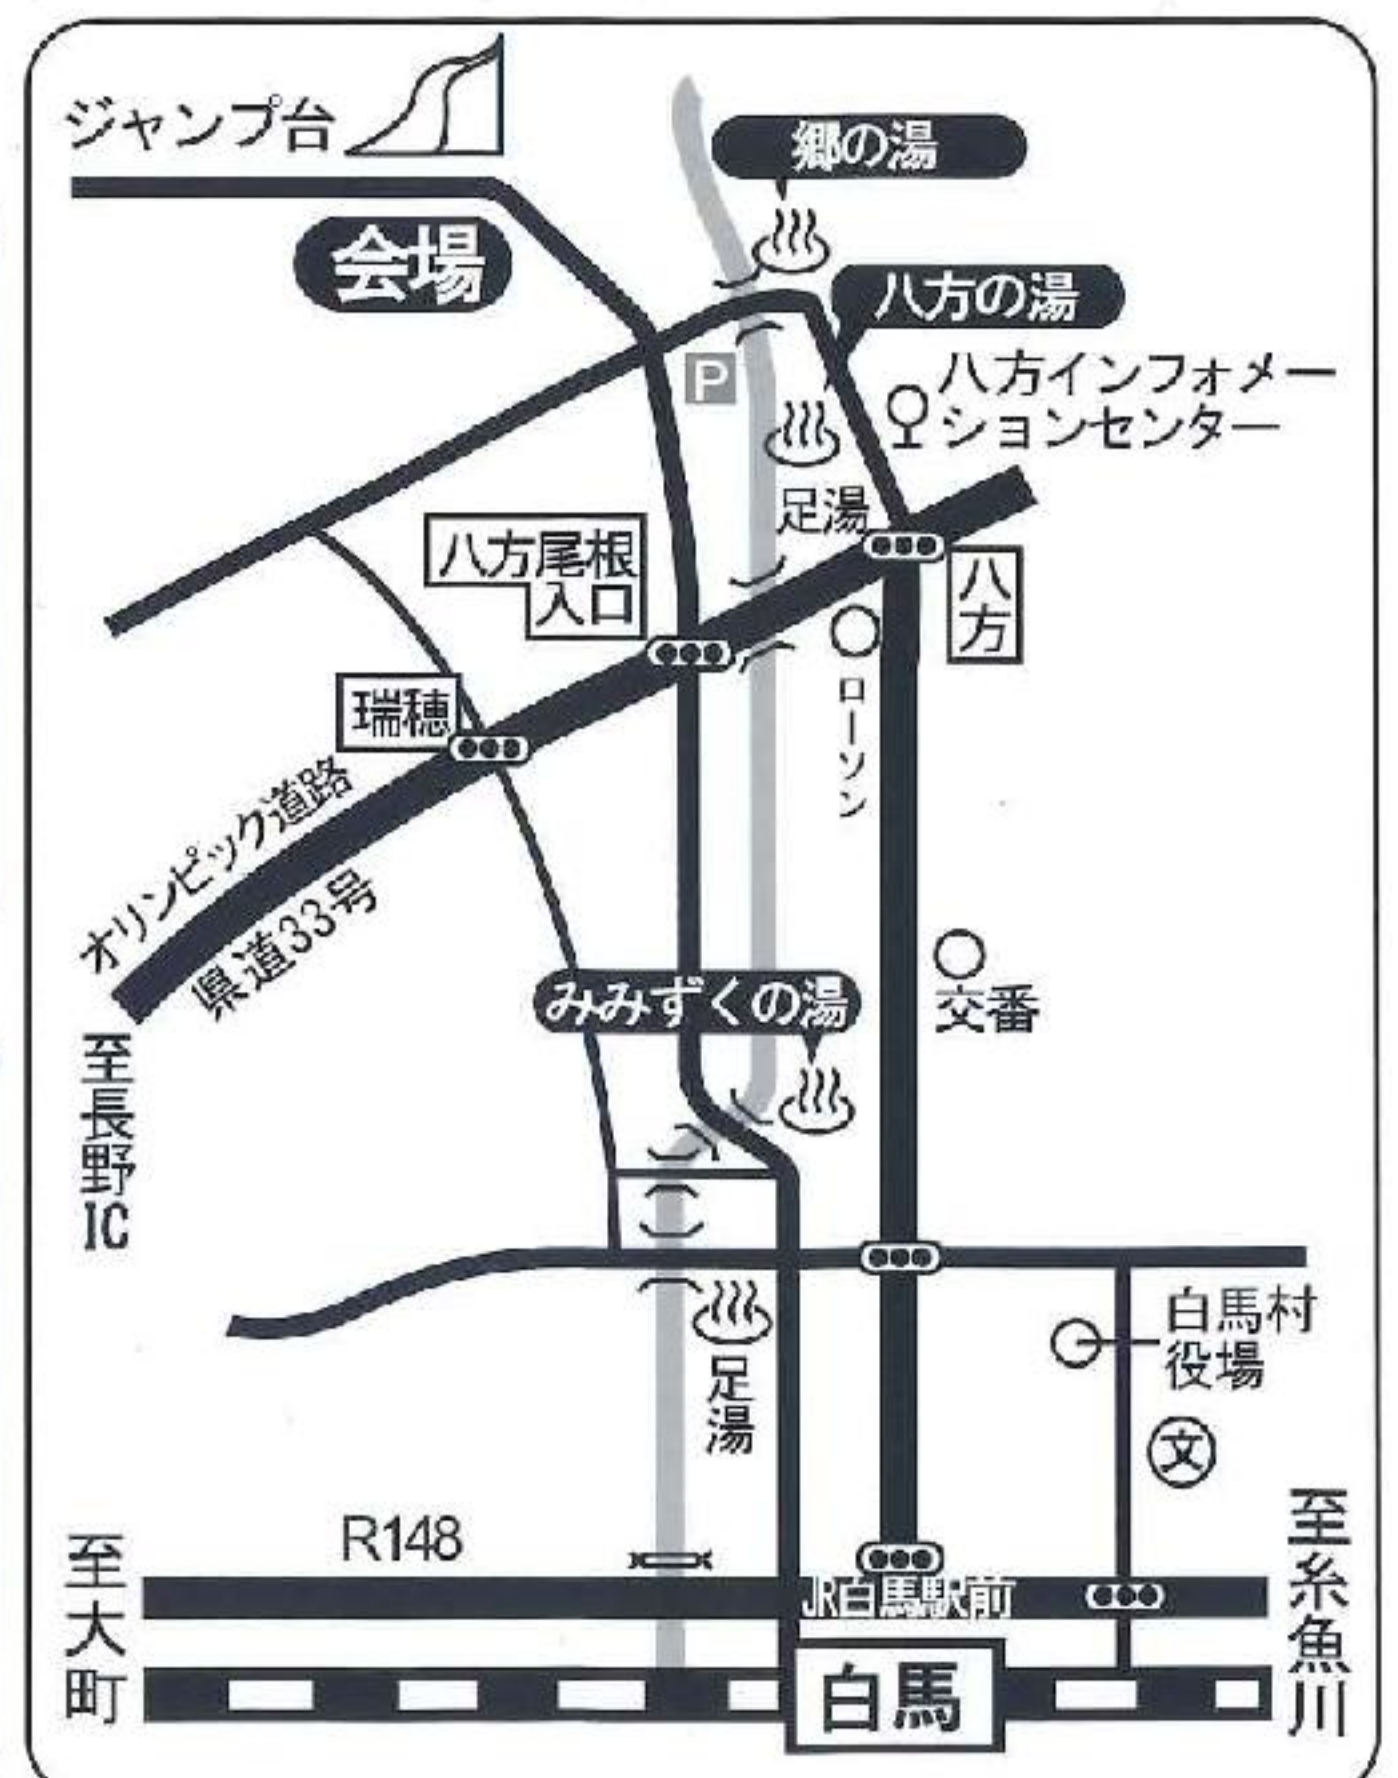 ジャンプ台
郷の湯
会場
八方の湯
P
八方インフォメー
ションセンター
足湯
八方尾根
入口
八方
瑞穂
ローソン
オリンピック道路
県道33号
みみずくの湯
交番
至長野IC
白馬村
役場
足湯
文
R148
至大町
JR白馬駅前
至糸魚川
白馬